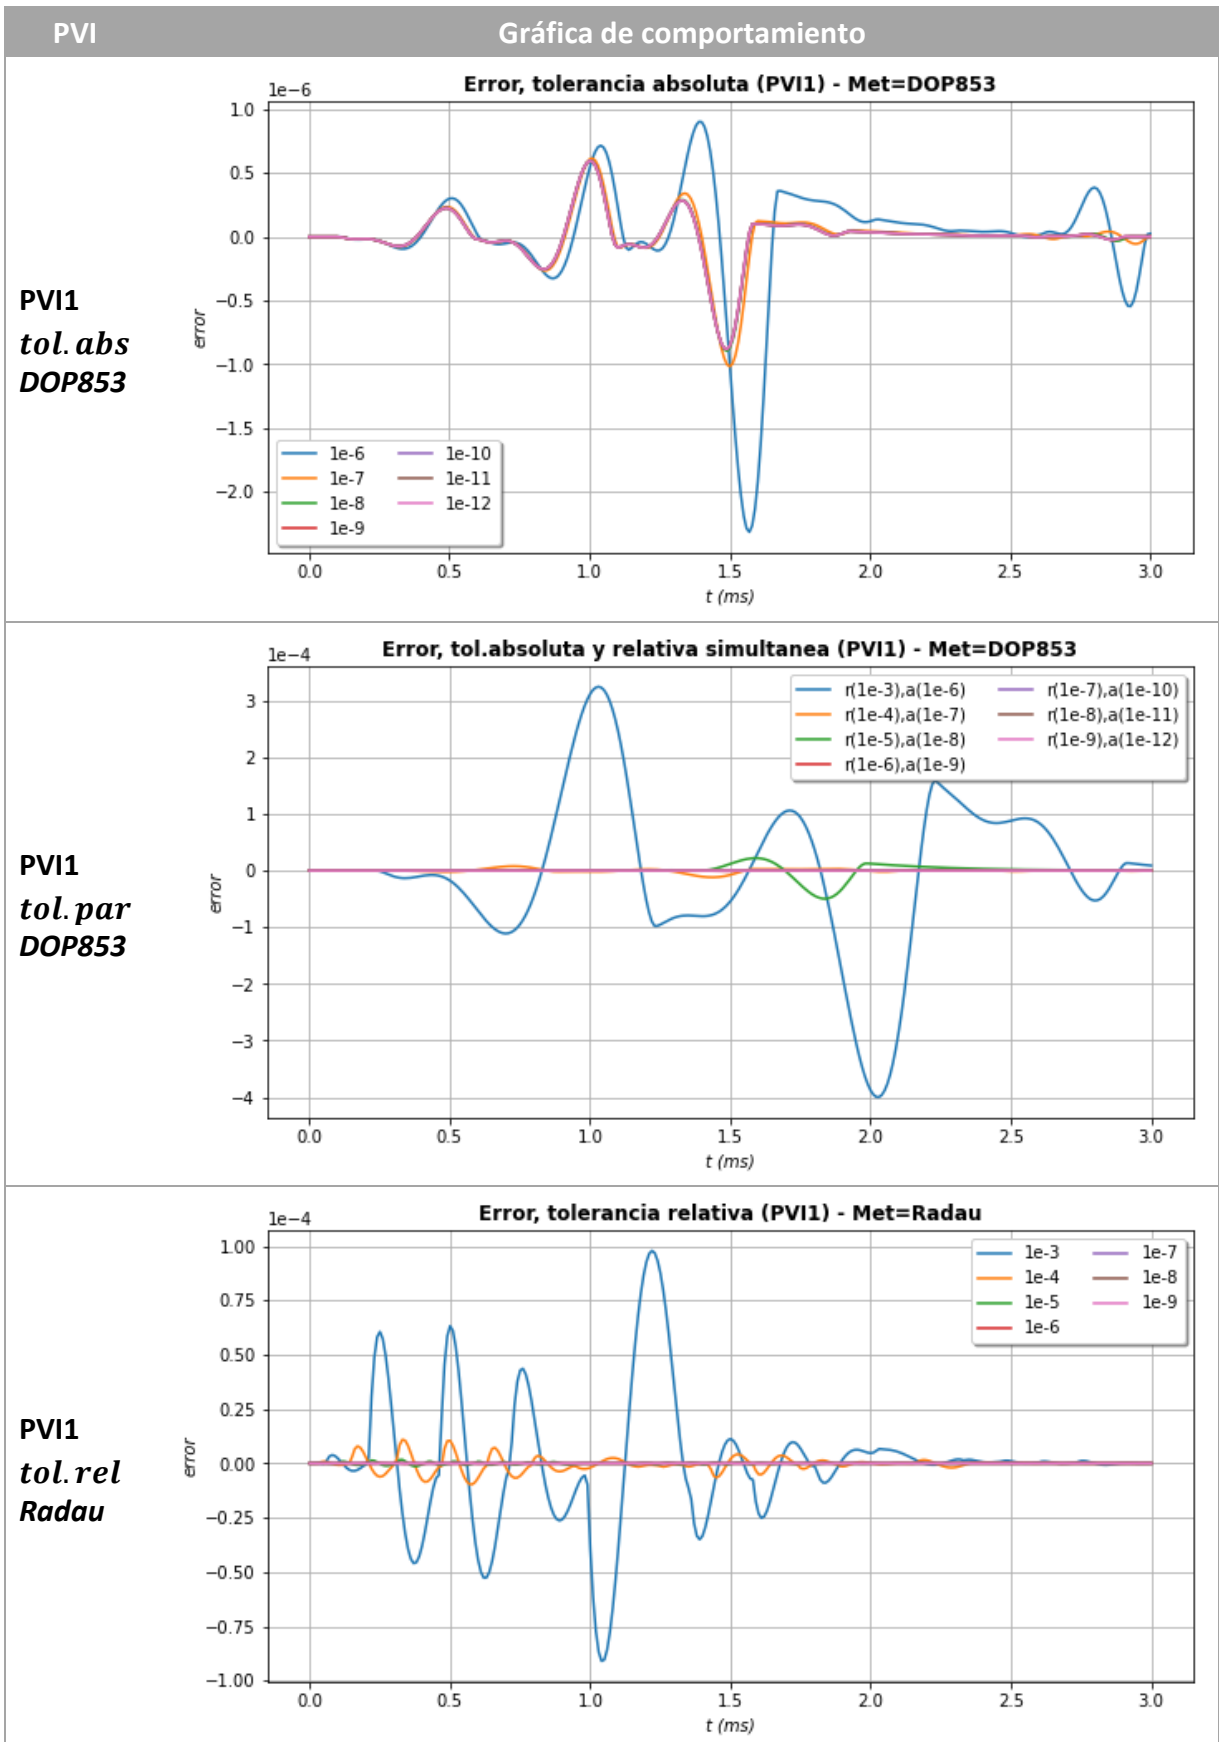 PVI Gráfica de comportamiento
Error, tolerancia absoluta (PVI1) - Met=DOP853
1e−6
1.0
0.5
0.0
−0.5
−1.0
−1.5
−2.0
error
1e-6 1e-10
1e-7 1e-11
1e-8 1e-12
1e-9
0.0 0.5 1.0 1.5 2.0 2.5 3.0
t (ms)
PVI1
tol.abs
DOP853
Error, tol.absoluta y relativa simultanea (PVI1) - Met=DOP853
1e−4
3
2
1
0
−1
−2
−3
−4
error
r(1e-3),a(1e-6) r(1e-7),a(1e-10)
r(1e-4),a(1e-7) r(1e-8),a(1e-11)
r(1e-5),a(1e-8) r(1e-9),a(1e-12)
r(1e-6),a(1e-9)
0.0 0.5 1.0 1.5 2.0 2.5 3.0
t (ms)
PVI1
tol.par
DOP853
Error, tolerancia relativa (PVI1) - Met=Radau
1e−4
1.00
0.75
0.50
0.25
0.00
−0.25
−0.50
−0.75
−1.00
error
1e-3 1e-7
1e-4 1e-8
1e-5 1e-9
1e-6
0.0 0.5 1.0 1.5 2.0 2.5 3.0
t (ms)
PVI1
tol.rel
Radau